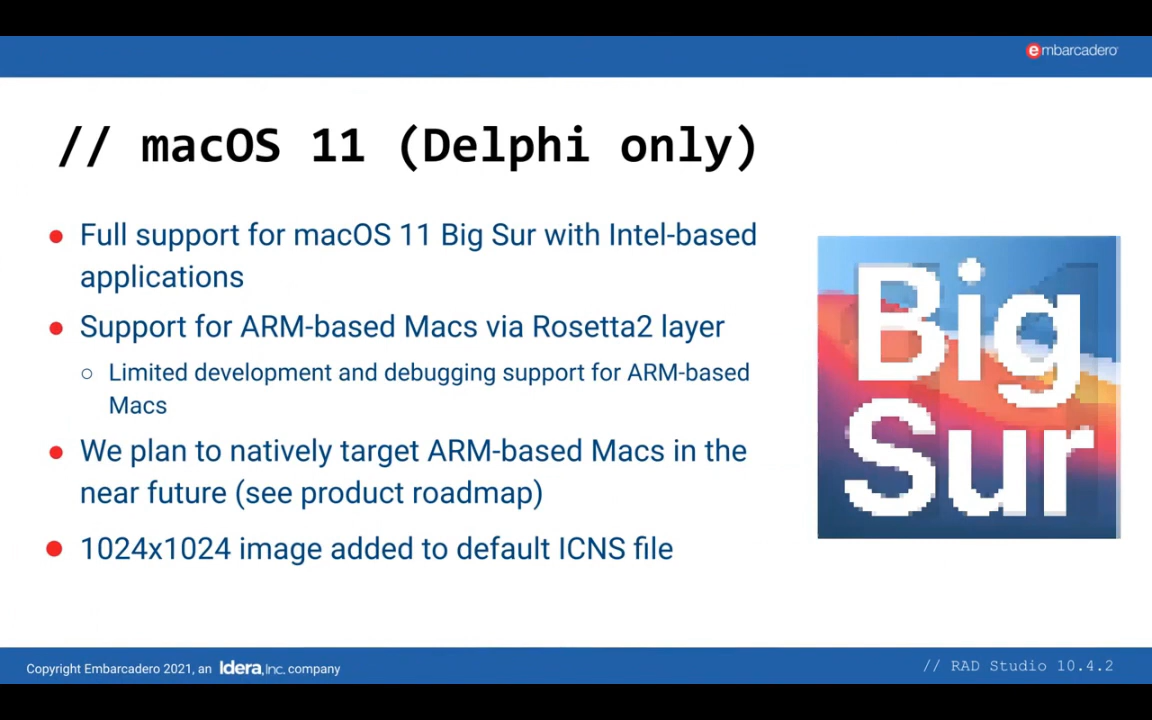 embarcadero
// macOS 11 (Delphi only)
● Full support for macOS 11 Big Sur with Intel-based
applications
● Support for ARM-based Macs via Rosetta2 layer
○ Limited development and debugging support for ARM-based
Macs
● We plan to natively target ARM-based Macs in the
near future (see product roadmap)
● 1024x1024 image added to default ICNS file
Big
Sur
Copyright Embarcadero 2021, an Idera, Inc. company
// RAD Studio 10.4.2